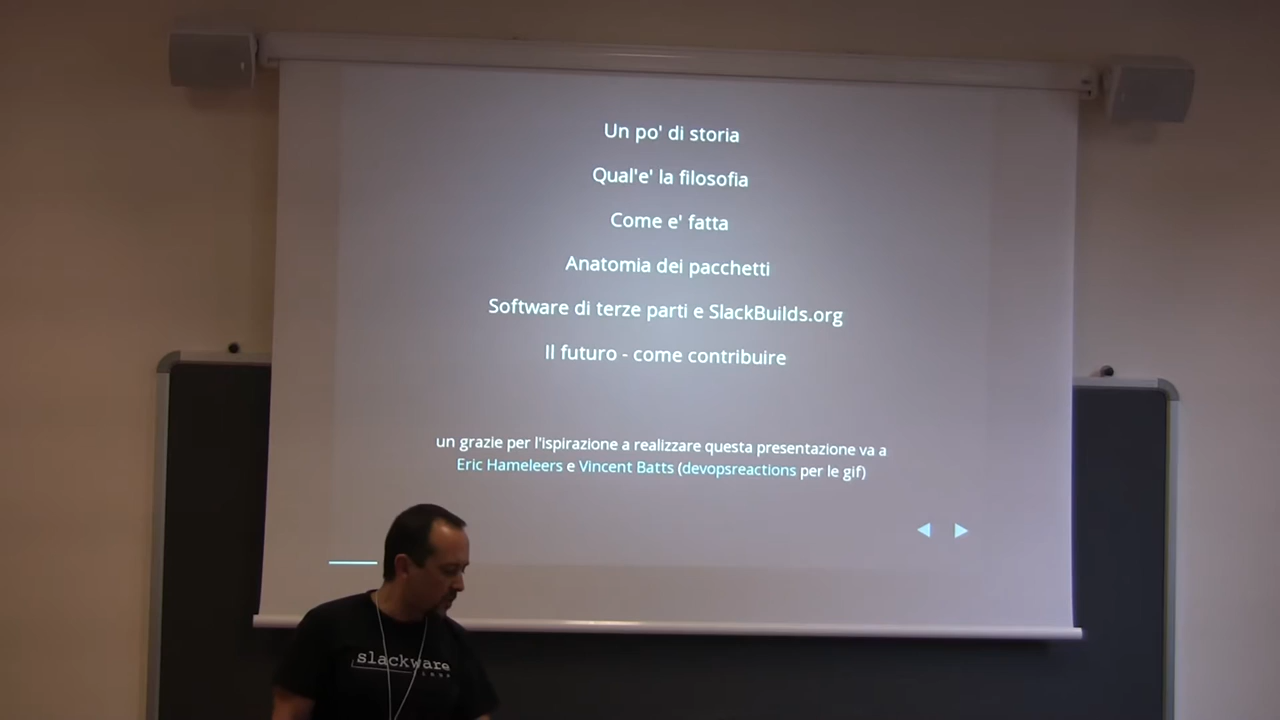 Un po' di storia
Qual'e' la filosofia
Come e' fatta
Anatomia dei pacchetti
Software di terze parti e SlackBuilds.org
Il futuro - come contribuire
un grazie per l'ispirazione a realizzare questa presentazione va a
Eric Hameleers e Vincent Batts (devopsreactions per le gif)
slackware